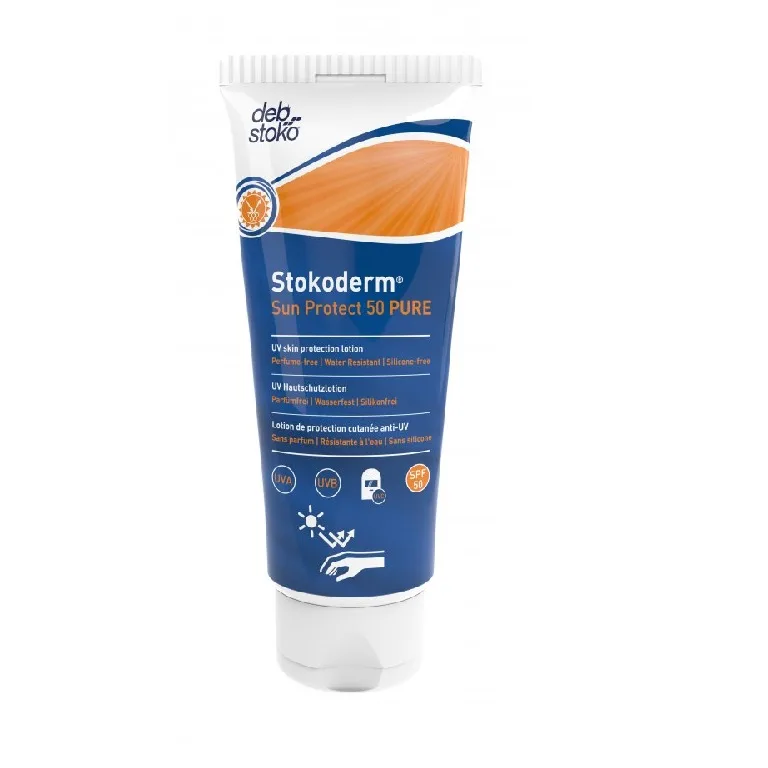 deb
stoko
Stokoderm®
Sun Protect 50 PURE
UV skin protection lotion
Perfume-free | Water Resistant | Silicone-free
UV Hautschutzlotion
Parfümfrei | Wasserfest | Silikonfrei
Lotion de protection cutanée anti-UV
Sans parfum | Résistante à l'eau | Sans silicone
UVA
UVB
UVC
SPF
50